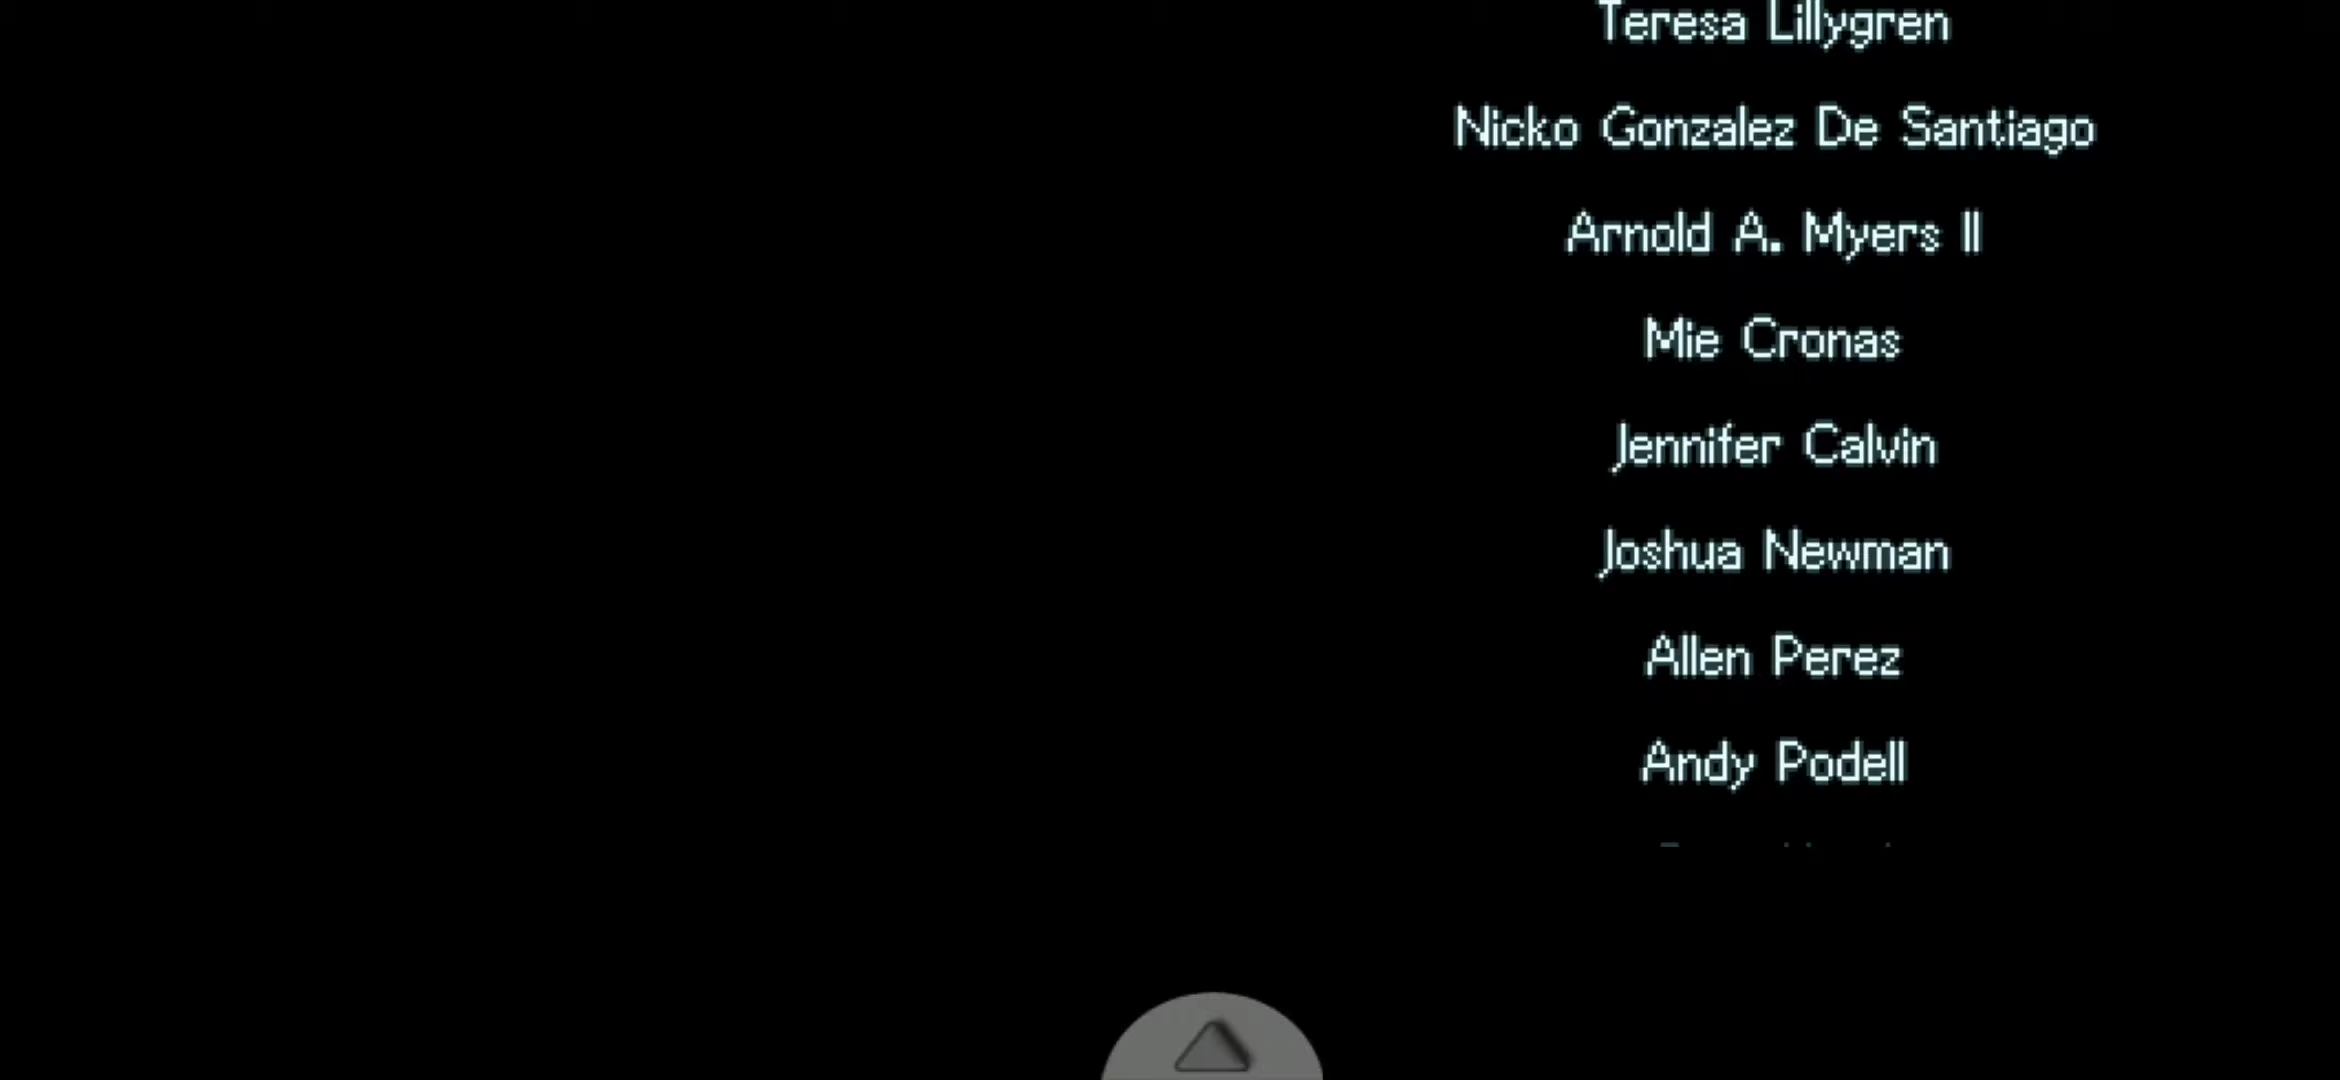 Teresa Lillygren
Nicko Gonzalez De Santiago
Arnold A. Myers II
Mie Cronas
Jennifer Calvin
Joshua Newman
Allen Perez
Andy Podell